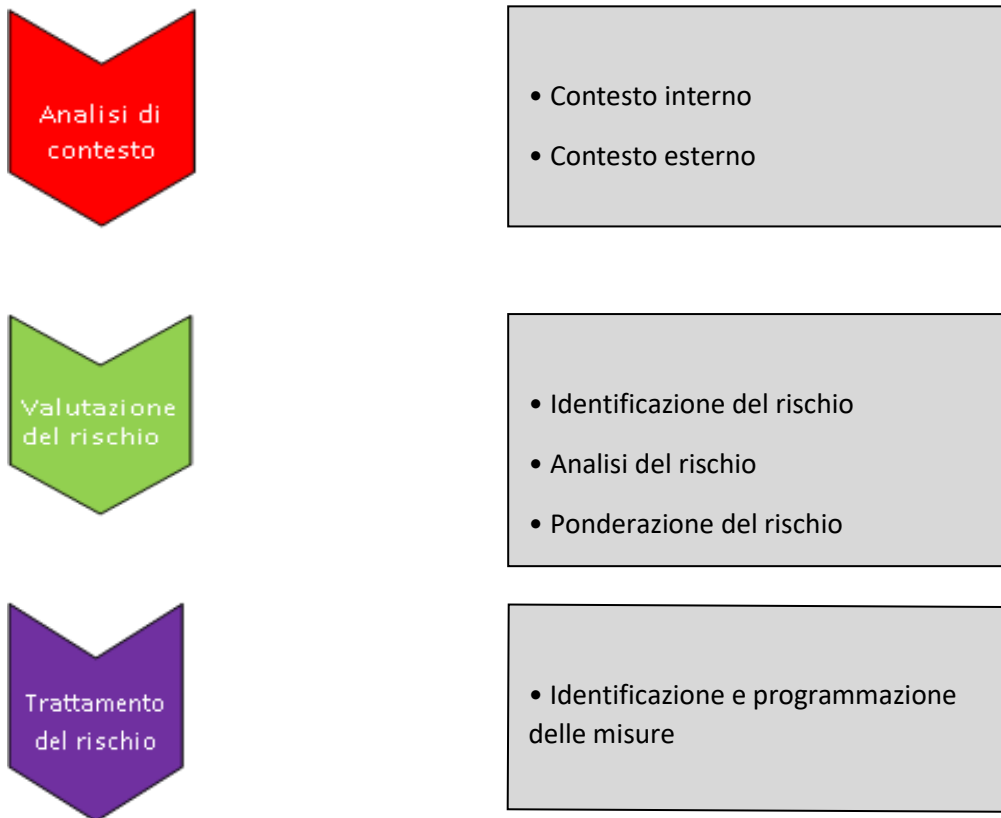 Analisi di
contesto
• Contesto interno
• Contesto esterno
Valutazione
del rischio
• Identificazione del rischio
• Analisi del rischio
• Ponderazione del rischio
Trattamento
del rischio
• Identificazione e programmazione
delle misure